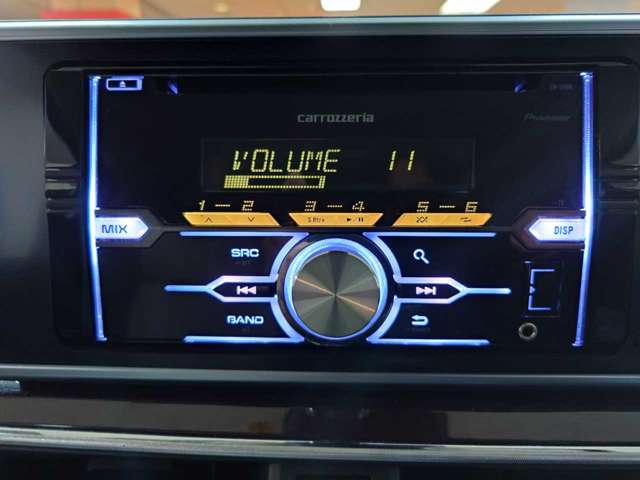 carrozzeria
Pioneer
VOLUME 11
1 - 2 3 - 4 5 - 6
MIX
DISP
SRC
BAND